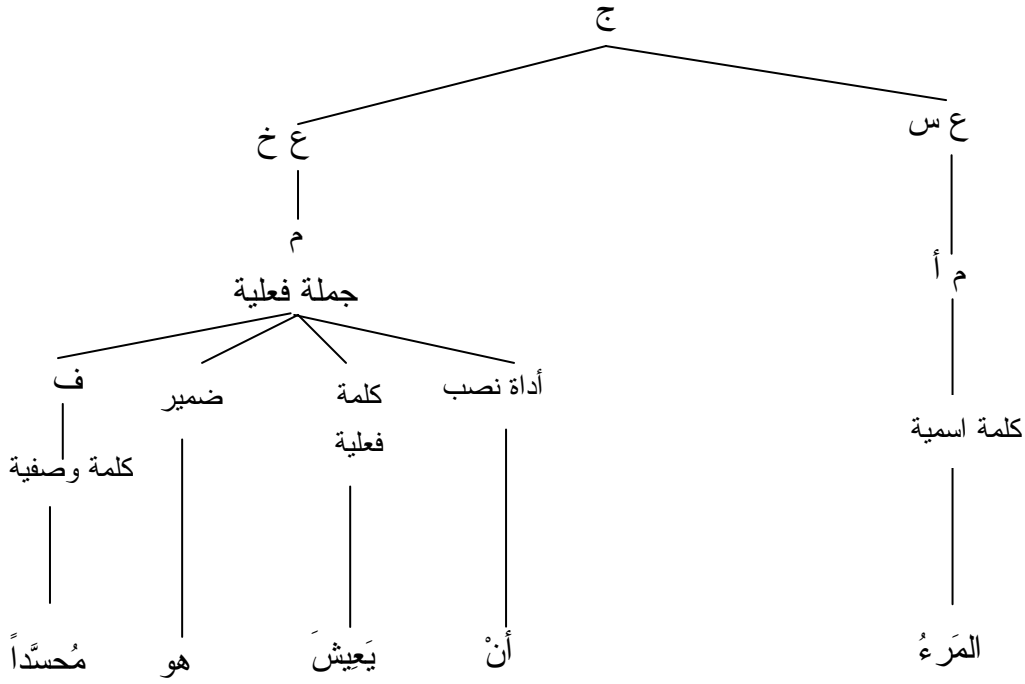 ج
ع س
ع خ
م أ
م
جملة فعلية
كلمة اسمية
أداة نصب
كلمة
فعلية
ضمير
ف
كلمة وصفية
المَرءُ
أنْ
يَعِيشَ
هو
مُحسَّداً